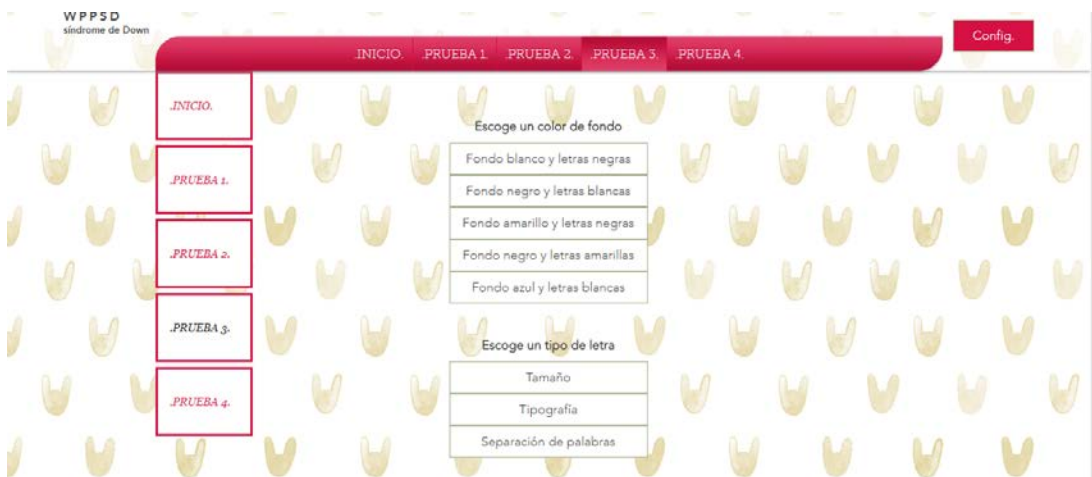 WPPSD
síndrome de Down
Config.
.INICIO. .PRUEBA 1. .PRUEBA 2. .PRUEBA 3. .PRUEBA 4.
.INICIO.
.PRUEBA 1.
.PRUEBA 2.
.PRUEBA 3.
.PRUEBA 4.
Escoge un color de fondo
Fondo blanco y letras negras
Fondo negro y letras blancas
Fondo amarillo y letras negras
Fondo negro y letras amarillas
Fondo azul y letras blancas
Escoge un tipo de letra
Tamaño
Tipografía
Separación de palabras